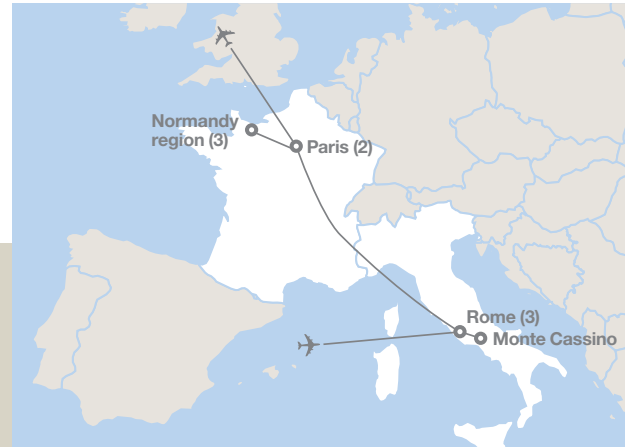 Normandy
region (3)
Paris (2)
Rome (3)
Monte Cassino